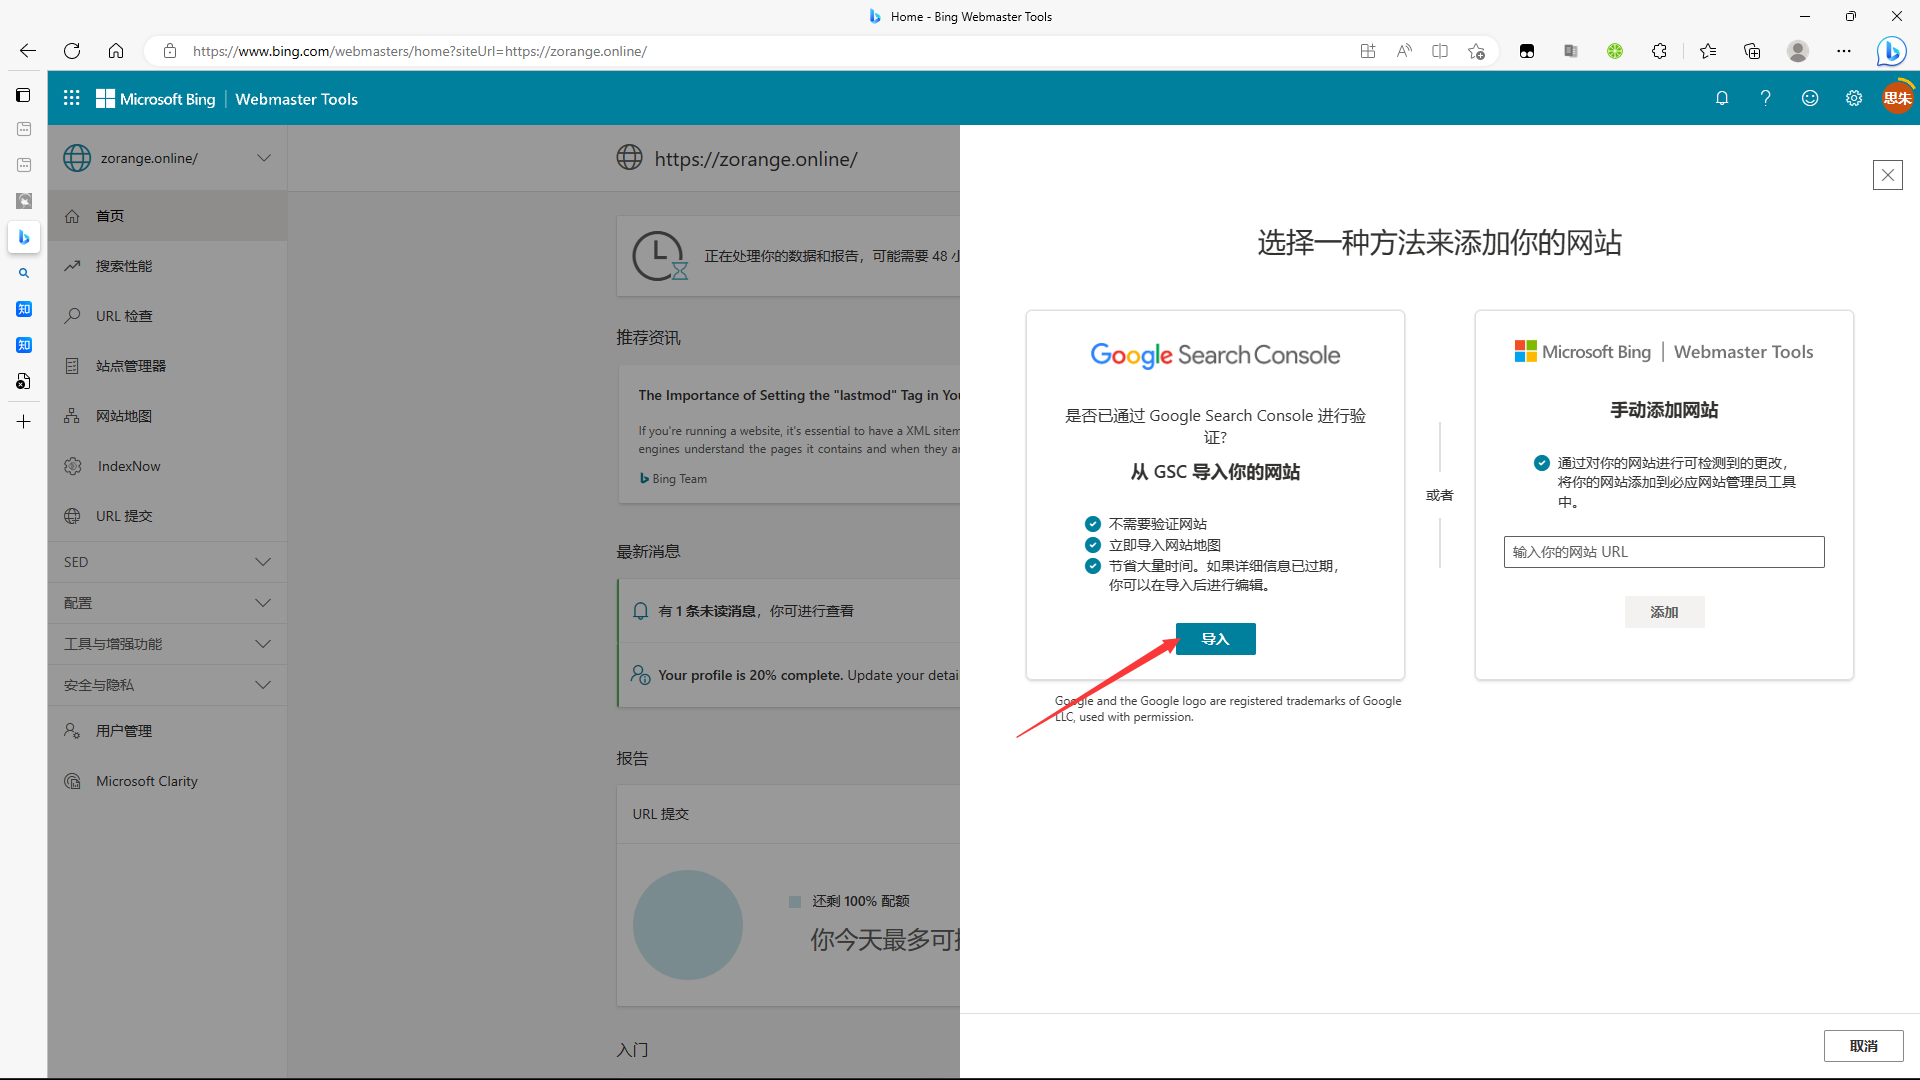 Home - Bing Webmaster Tools
https://www.bing.com/webmasters/home?siteUrl=https://zorange.online/
Microsoft Bing | Webmaster Tools
思朱
zorange.online/
首页
搜索性能
URL 检查
站点管理器
网站地图
IndexNow
URL 提交
SED
配置
工具与增强功能
安全与隐私
用户管理
Microsoft Clarity
知
知
https://zorange.online/
正在处理你的数据和报告，可能需要 48 小
推荐资讯
The Importance of Setting the "lastmod" Tag in You
If you're running a website, it's essential to have a XML sitem
engines understand the pages it contains and when they a
Bing Team
最新消息
有 1 条未读消息，你可进行查看
Your profile is 20% complete. Update your detai
报告
URL 提交
还剩 100% 配额
你今天最多可
入门
选择一种方法来添加你的网站
Google Search Console
是否已通过 Google Search Console 进行验
证?
从 GSC 导入你的网站
不需要验证网站
立即导入网站地图
节省大量时间。如果详细信息已过期，
你可以在导入后进行编辑。
导入
Google and the Google logo are registered trademarks of Google
LLC, used with permission.
或者
Microsoft Bing | Webmaster Tools
手动添加网站
通过对你的网站进行可检测到的更改，
将你的网站添加到必应网站管理员工具
中。
输入你的网站 URL
添加
取消